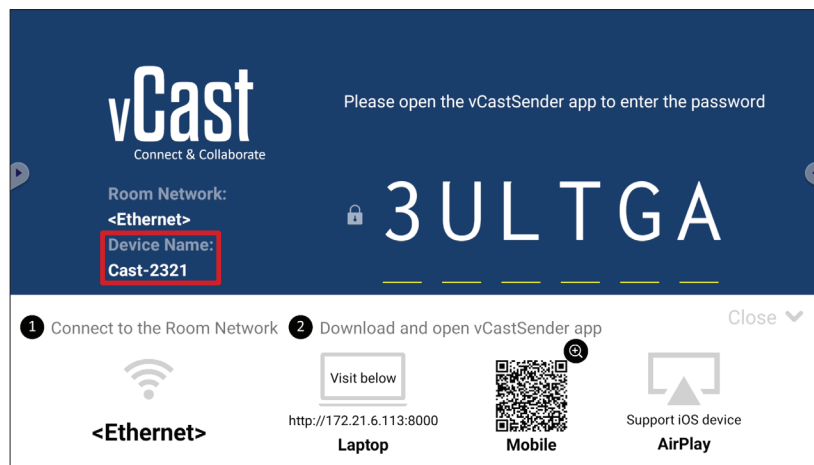 vCast
Connect & Collaborate
Please open the vCastSender app to enter the password
Room Network:
<Ethernet>
Device Name:
Cast-2321
3ULTGA
Close
1 Connect to the Room Network
2 Download and open vCastSender app
<Ethernet>
Visit below
http://172.21.6.113:8000
Laptop
Mobile
Support iOS device
AirPlay